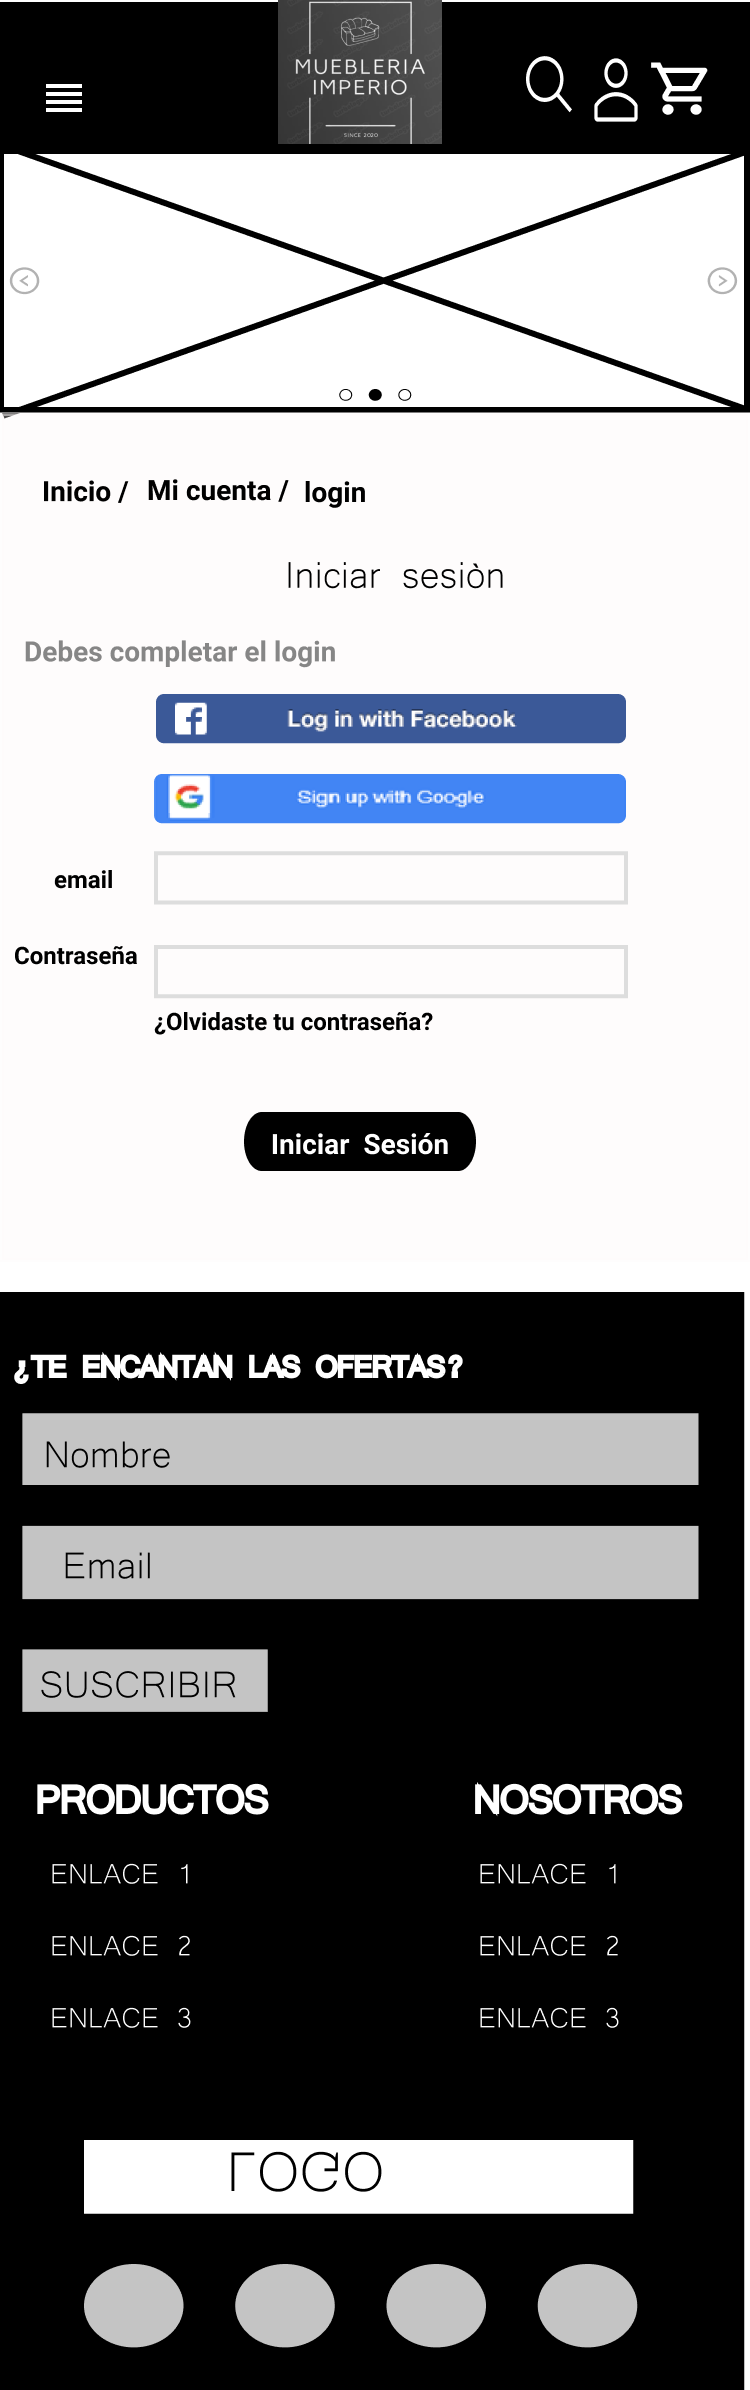 MUEBLERIA
IMPERIO
SINCE 2020
Inicio / Mi cuenta / login
Iniciar sesiòn
Debes completar el login
Log in with Facebook
Sign up with Google
email
Contraseña
¿Olvidaste tu contraseña?
Iniciar Sesión
¿TE ENCANTAN LAS OFERTAS?
Nombre
Email
SUSCRIBIR
PRODUCTOS NOSOTROS
ENLACE 1 ENLACE 1
ENLACE 2 ENLACE 2
ENLACE 3 ENLACE 3
LOGO